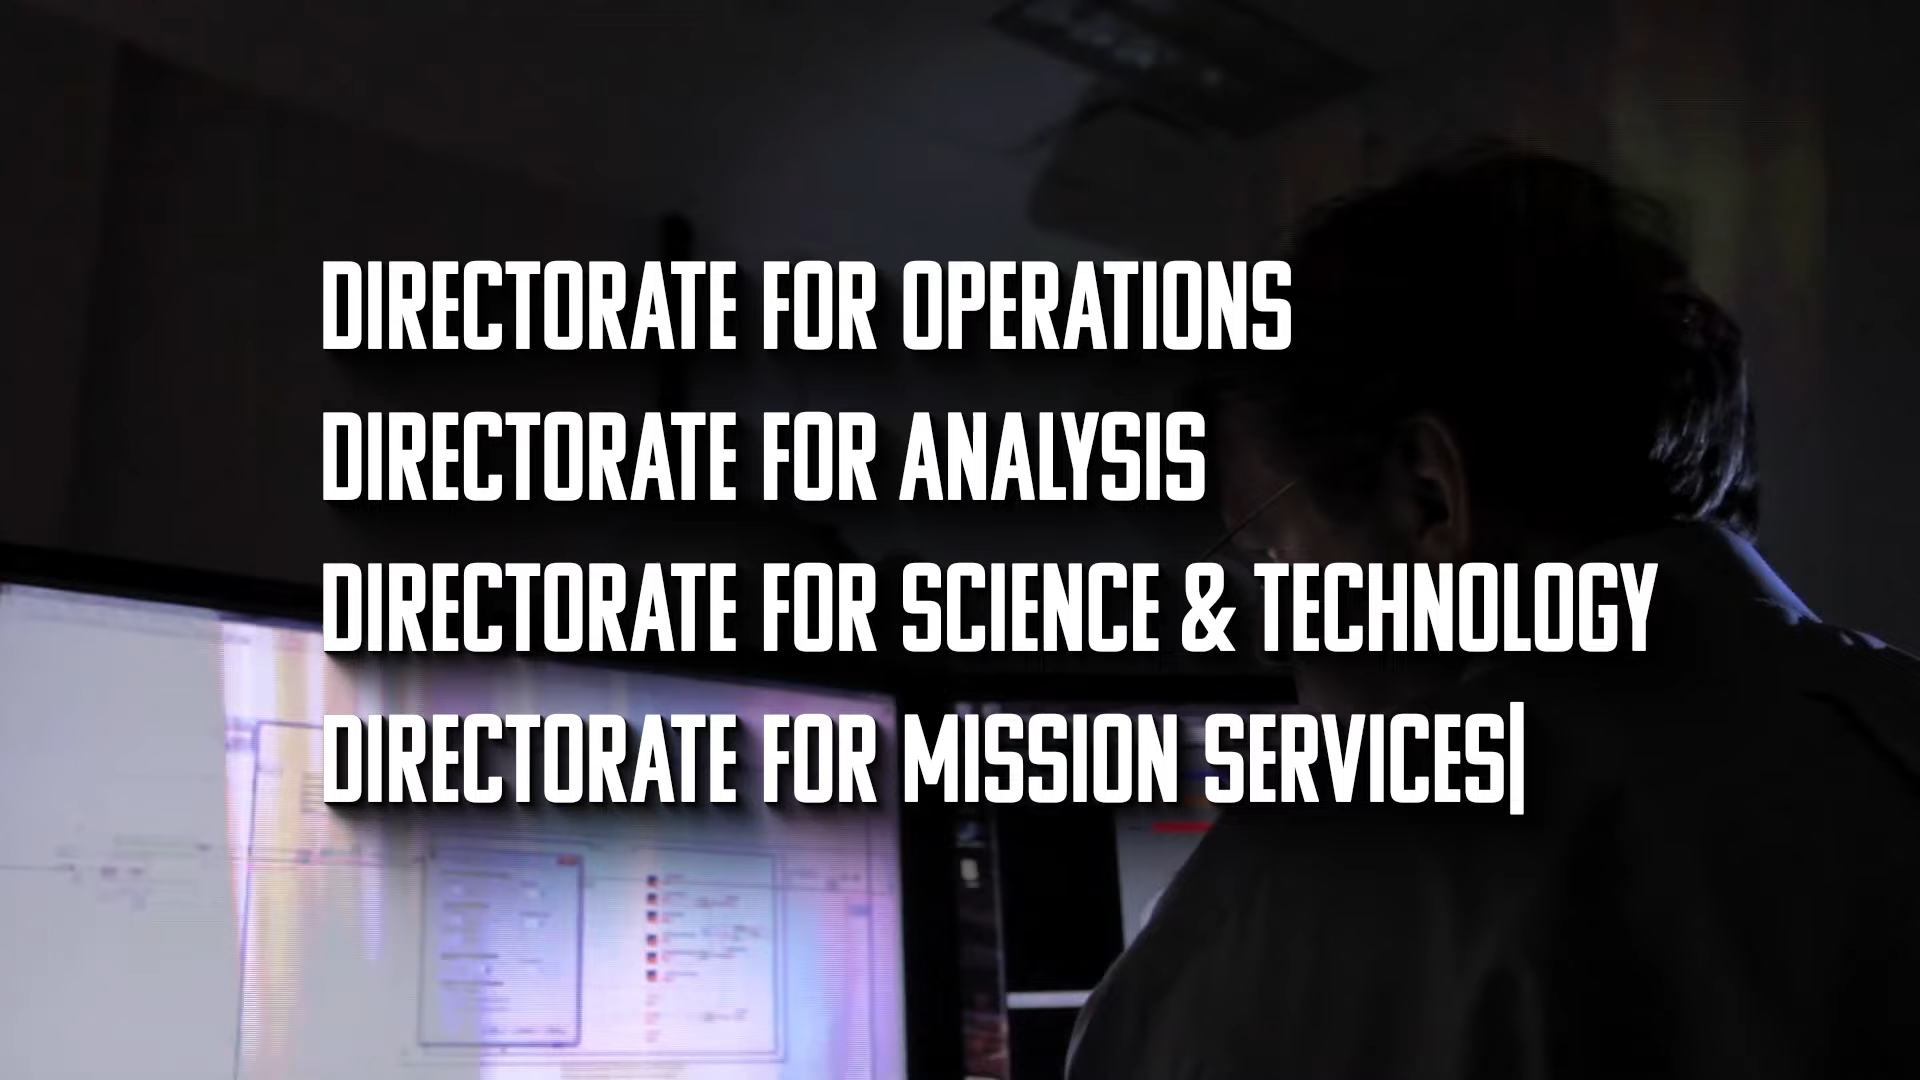 DIRECTORATE FOR OPERATIONS
DIRECTORATE FOR ANALYSIS
DIRECTORATE FOR SCIENCE & TECHNOLOGY
DIRECTORATE FOR MISSION SERVICES|